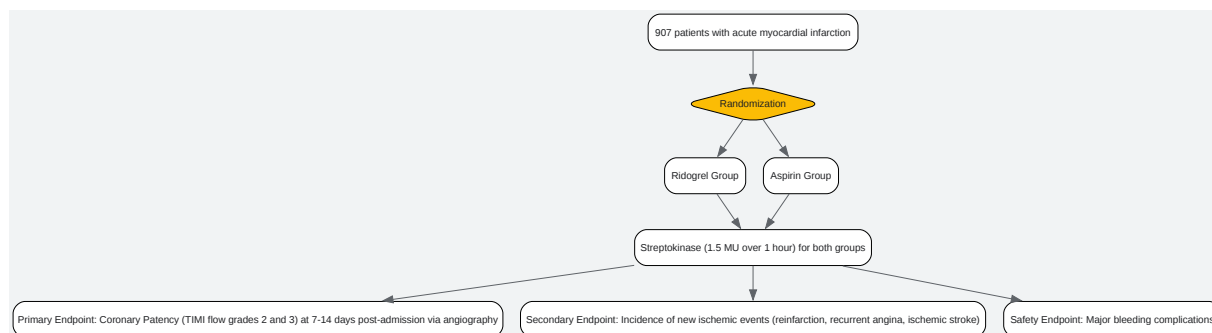 907 patients with acute myocardial infarction
Randomization
Ridogrel Group
Aspirin Group
Streptokinase (1.5 MU over 1 hour) for both groups
Primary Endpoint: Coronary Patency (TIMI flow grades 2 and 3) at 7-14 days post-admission via angiography
Secondary Endpoint: Incidence of new ischemic events (reinfarction, recurrent angina, ischemic stroke)
Safety Endpoint: Major bleeding complications